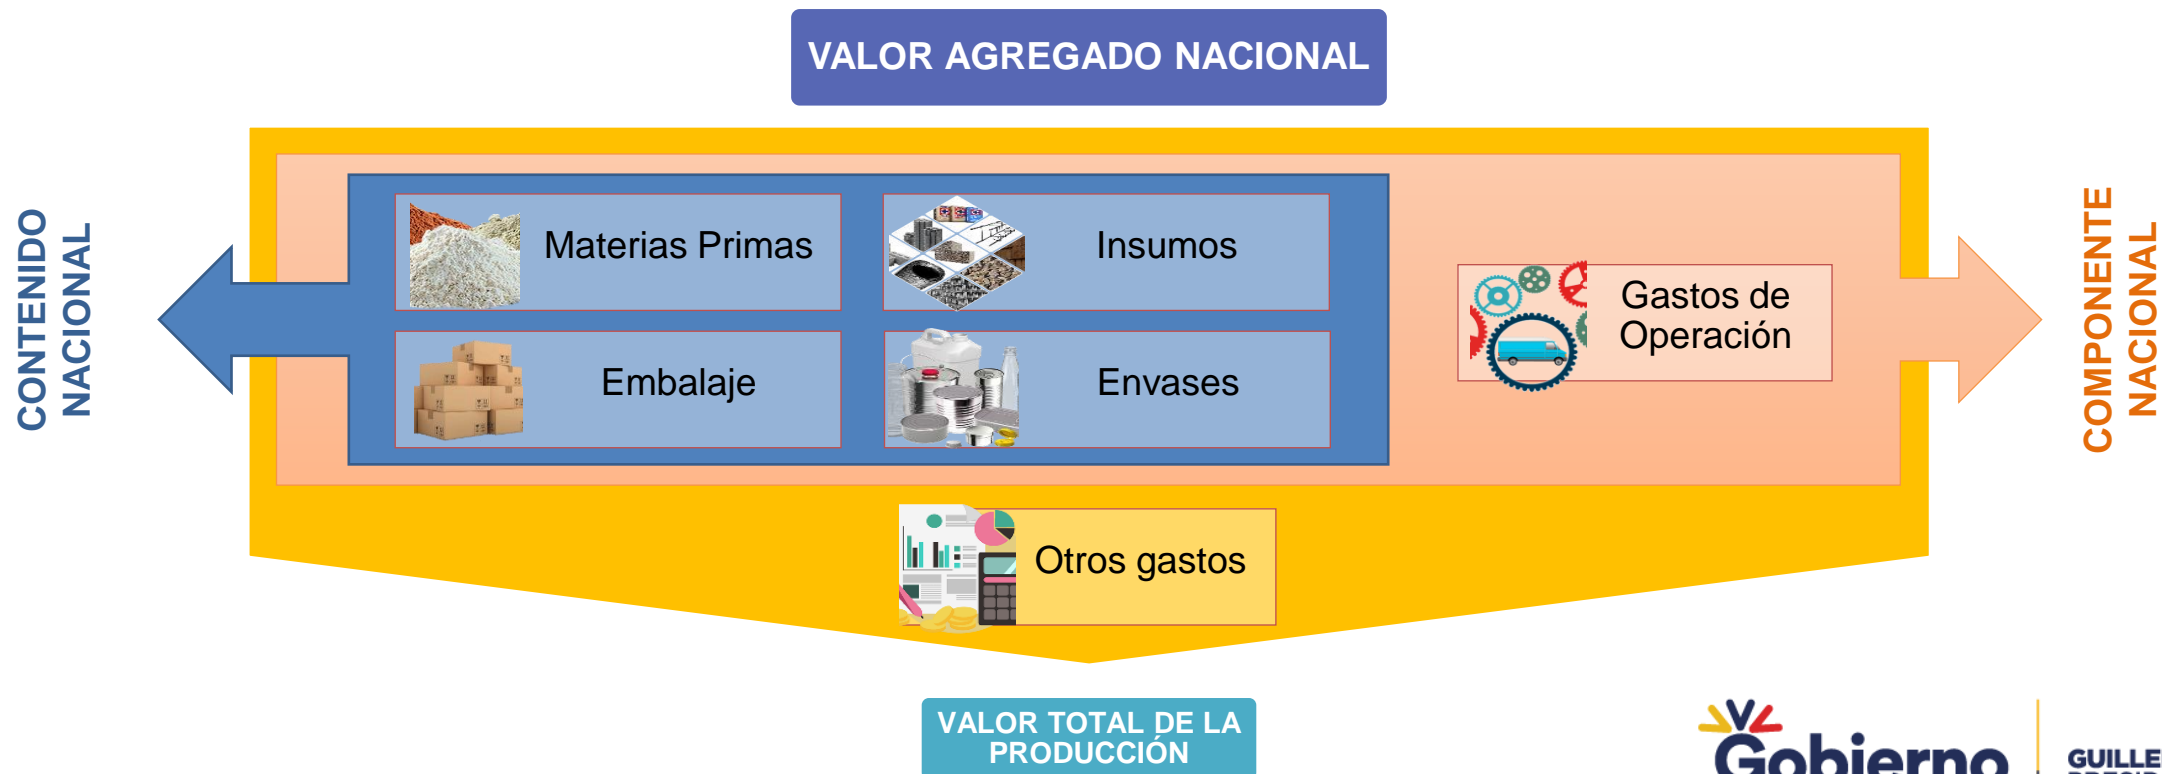 VALOR AGREGADO NACIONAL
CONTENIDO
NACIONAL
Materias Primas
Insumos
Embalaje
Envases
Gastos de
Operación
COMPONENTE
NACIONAL
Otros gastos
VALOR TOTAL DE LA
PRODUCCIÓN
Gobierno